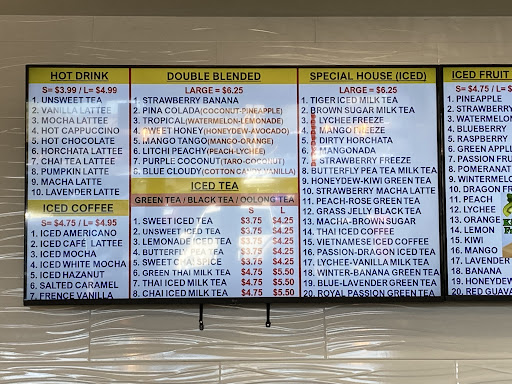 HOT DRINK
S= $3.99 / L= $4.99
1. UNSWEET TEA
2. VANILLA LATTEE
3. MOCHA LATTEE
4. HOT CAPPUCCINO
5. HOT CHOCOLATE
6. HORCHATA LATTEE
7. CHAI TEA LATTEE
8. PUMPKIN LATTE
9. MACHA LATTE
10. LAVENDER LATTE
ICED COFFEE
S= $4.75 / L= $4.95
1. ICED AMERICANO
2. ICED CAFÉ LATTEE
3. ICED MOCHA
4. ICED WHITE MOCHA
5. ICED HAZANUT
6. SALTED CARAMEL
7. FRENCE VANILLA
DOUBLE BLENDED
LARGE = $6.25
1. STRAWBERRY BANANA
2. PINA COLADA(COCONUT-PINEAPPLE)
3. TROPICAL(WATERMELON-LEMONADE)
4. SWEET HONEY(HONEYDEW-AVOCADO)
5. MANGO TANGO(MANGO-ORANGE)
6. LITCHI PEACHY(PEACH-LYCHEE)
7. PURPLE COCONUT(TARO-COCONUT)
8. BLUE CLOUDY(COTTON CANDY-VANILLA)
ICED TEA
GREEN TEA / BLACK TEA / OOLONG TEA
S L
1. SWEET ICED TEA $3.75 $4.25
2. UNSWEET ICED TEA $3.75 $4.25
3. LEMONADE ICED TEA $3.75 $4.25
4. BUTTERFLY PEA TEA $3.75 $4.25
5. SWEET CHAI SPICE $3.75 $4.25
6. GREEN THAI MILK TEA $4.75 $5.50
7. THAI ICED MILK TEA $4.75 $5.50
8. CHAI ICED MILK TEA $4.75 $5.50
SPECIAL HOUSE (ICED)
LARGE = $6.25
1. TIGER ICED MILK TEA
2. BROWN SUGAR MILK TEA
3. LYCHEE FREEZE
4. MANGO FREEZE
5. DIRTY HORCHATA
6. MANGONADA
7. STRAWBERRY FREEZE
8. BUTTERFLY PEA TEA MILK TEA
9. HONEYDEW-KIWI GREEN TEA
10. STRAWBERRY MACHA LATTE
11. PEACH-ROSE GREEN TEA
12. GRASS JELLY BLACK TEA
13. MACHA-BROWN SUGAR
14. THAI ICED COFFEE
15. VIETNAMESE ICED COFFEE
16. PASSION-DRAGON ICED TEA
17. LYCHEE-VANILLA MILK TEA
18. WINTER-BANANA GREEN TEA
19. BLUE-LAVENDER GREEN TEA
20. ROYAL PASSION GREEN TEA
ICED FRUIT
S= $4.75 / L=
1. PINEAPPLE
2. STRAWBERRY
3. WATERMELON
4. BLUEBERRY
5. RASPBERRY
6. GREEN APPLE
7. PASSION FRU
8. POMEGRANAT
9. WINTERMELO
10. DRAGON FR
11. PEACH
12. LYCHEE
13. ORANGE
14. LEMON
15. KIWI
16. MANGO
17. LAVENDER
18. BANANA
19. HONEYDEW
20. RED GUAVA